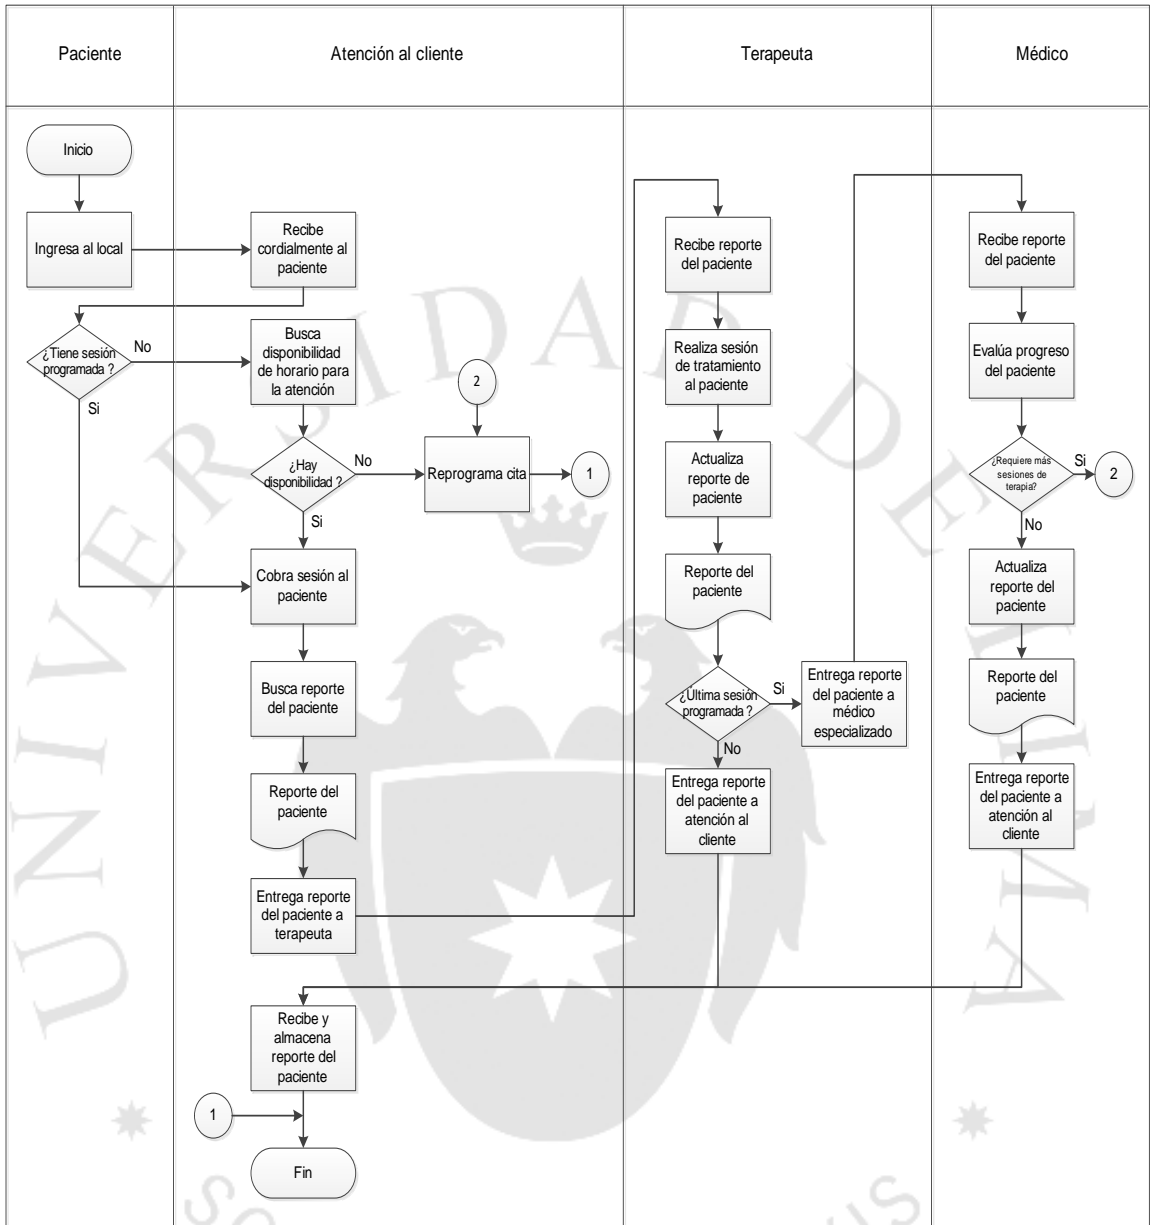 Paciente
Atención al cliente
Terapeuta
Médico
Inicio
Ingresa al local
Recibe
cordialmente al
paciente
¿Tiene sesión
programada ?
No
Si
Busca
disponibilidad
de horario para
la atención
¿Hay
disponibilidad ?
No
Si
2
Reprograma cita
1
Cobra sesión al
paciente
Busca reporte
del paciente
Reporte del
paciente
Entrega reporte
del paciente a
terapeuta
Recibe y
almacena
reporte del
paciente
1
Fin
Recibe reporte
del paciente
Realiza sesión
de tratamiento
al paciente
Actualiza
reporte de
paciente
Reporte del
paciente
¿Última sesión
programada ?
Si
No
Entrega reporte
del paciente a
médico
especializado
Entrega reporte
del paciente a
atención al
cliente
Recibe reporte
del paciente
Evalúa progreso
del paciente
¿Requiere más
sesiones de
terapia?
Si
2
No
Actualiza
reporte del
paciente
Reporte del
paciente
Entrega reporte
del paciente a
atención al
cliente
UNIVERSIDAD DE LIMA